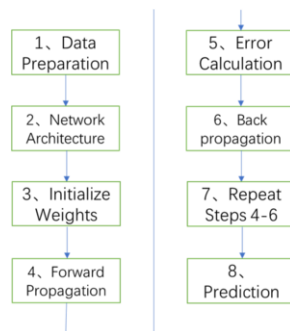 1、Data
Preparation
2、Network
Architecture
3、Initialize
Weights
4、Forward
Propagation
5、Error
Calculation
6、Back
propagation
7、Repeat
Steps 4-6
8、
Prediction